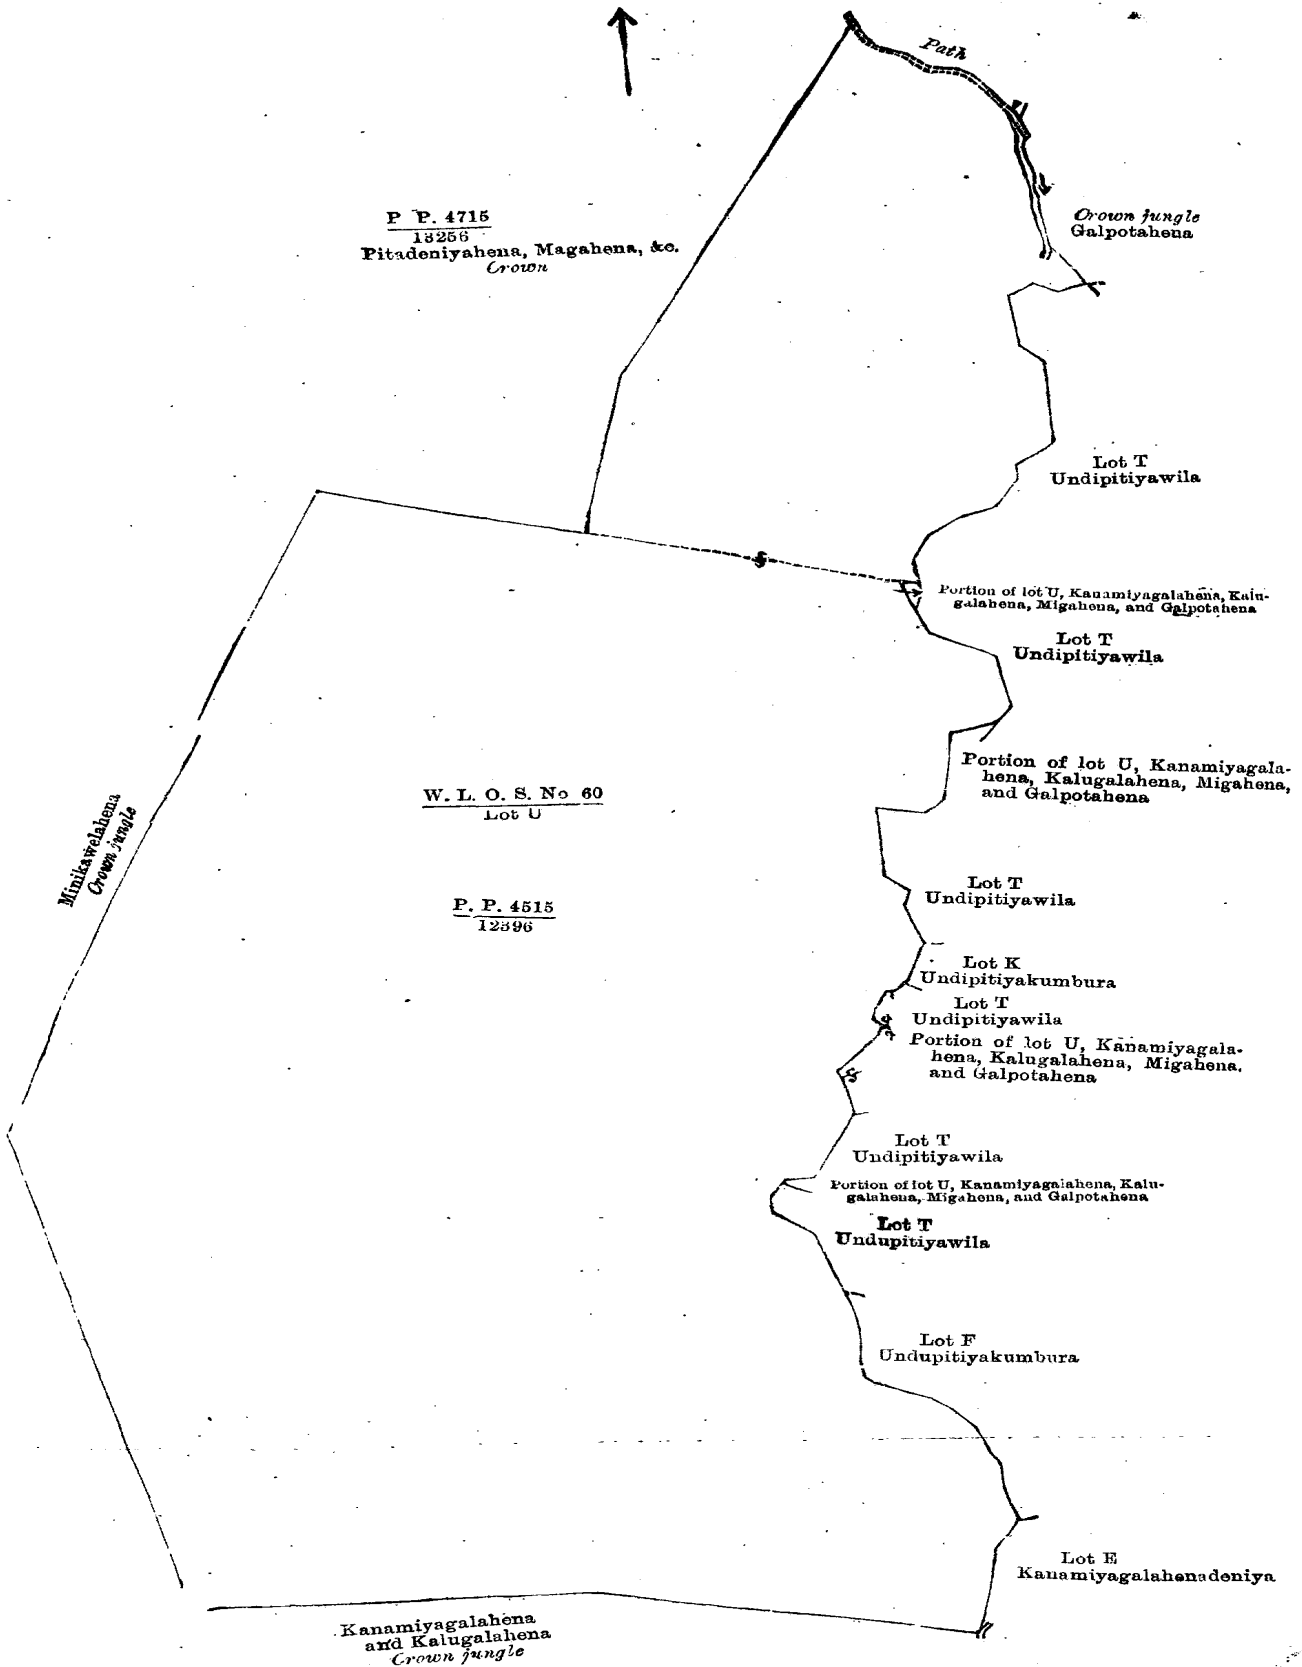 Path
P P. 4715
13256
Pitadeniyahena, Magahena, &c.
Crown
Crown jungle
Galpotahena
Lot T
Undipitiyawila
Portion of lot U, Kanamiyagalahena, Kalu-
galahena, Migahena, and Galpotahena
Lot T
Undipitiyawila
Portion of lot U, Kanamiyagala-
hena, Kalugalahena, Migahena,
and Galpotahena
W. L. O. S. No 60
Lot U
Minikawelahena
Crown jungle
Lot T
Undipitiyawila
P. P. 4515
12396
Lot K
Undipitiyakumbura
Lot T
Undipitiyawila
Portion of lot U, Kanamiyagala-
hena, Kalugalahena, Migahena,
and Galpotahena
Lot T
Undipitiyawila
Portion of lot U, Kanamiyagalahena, Kalu-
galahena, Migahena, and Galpotahena
Lot T
Undupitiyawila
Lot F
Undupitiyakumbura
Lot E
Kanamiyagalahenadeniya
Kanamiyagalahena
and Kalugalahena
Crown jungle